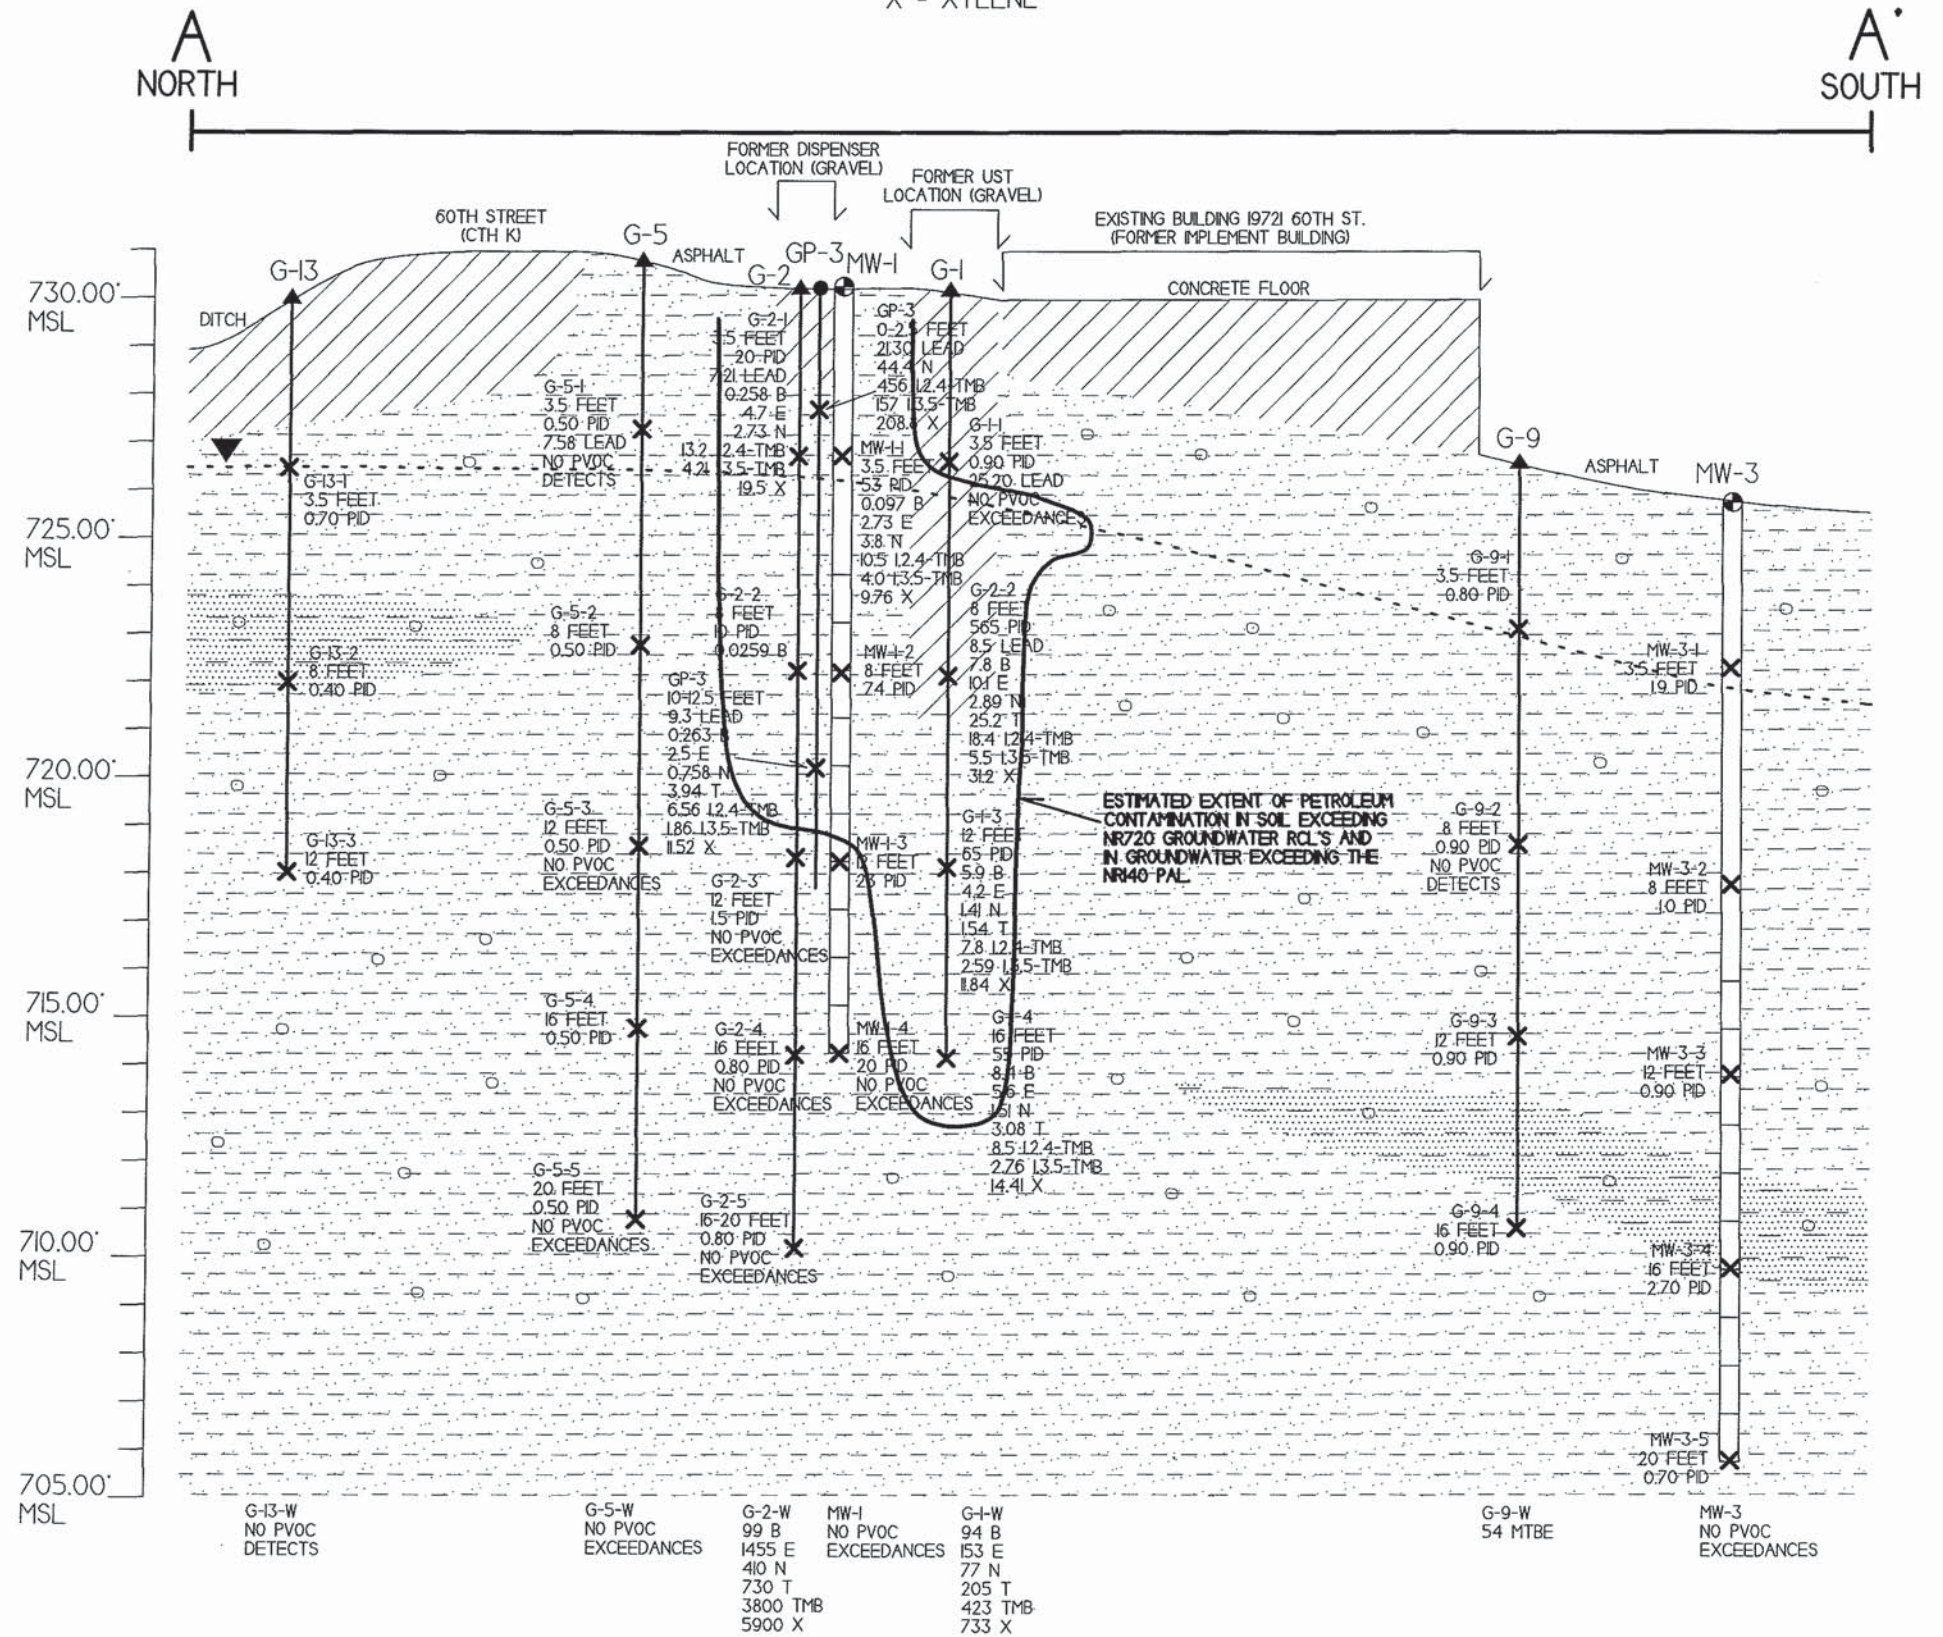 X - XYLENE
A
NORTH
A'
SOUTH
FORMER DISPENSER
LOCATION (GRAVEL)
FORMER UST
LOCATION (GRAVEL)
60TH STREET
(CTH K)
EXISTING BUILDING 19721 60TH ST.
(FORMER IMPLEMENT BUILDING)
G-13
G-5
ASPHALT
G-2
GP-3
MW-1
G-1
CONCRETE FLOOR
DITCH
G-9
ASPHALT
MW-3
730.00'
MSL
725.00'
MSL
720.00'
MSL
715.00'
MSL
710.00'
MSL
705.00'
MSL
G-13-1
3.5 FEET
0.70 PID
G-13-2
8 FEET
0.40 PID
G-13-3
12 FEET
0.40 PID
G-5-1
3.5 FEET
0.50 PID
7.58 LEAD
NO PVOC
DETECTS
G-5-2
8 FEET
0.50 PID
G-5-3
12 FEET
0.50 PID
NO PVOC
EXCEEDANCES
G-5-4
16 FEET
0.50 PID
G-5-5
20 FEET
0.50 PID
NO PVOC
EXCEEDANCES
G-2-1
3.5 FEET
20 PID
7.21 LEAD
0.258 B
4.7 E
2.73 N
13.2 1,2,4-TMB
4.21 1,3,5-TMB
19.5 X
G-2-2
8 FEET
10 PID
0.0259 B
GP-3
10-12.5 FEET
9.3 LEAD
0.263 B
2.5 E
0.758 N
3.94 T
6.56 1,2,4-TMB
1.86 1,3,5-TMB
11.52 X
G-2-3
12 FEET
1.5 PID
NO PVOC
EXCEEDANCES
G-2-4
16 FEET
0.80 PID
NO PVOC
EXCEEDANCES
G-2-5
16-20 FEET
0.80 PID
NO PVOC
EXCEEDANCES
GP-3
0-2.5 FEET
21.30 LEAD
44.4 N
456 1,2,4-TMB
157 1,3,5-TMB
208.8 X
MW-1-1
3.5 FEET
53 PID
0.097 B
2.73 E
3.8 N
10.5 1,2,4-TMB
4.0 1,3,5-TMB
9.76 X
MW-1-2
8 FEET
74 PID
MW-1-3
12 FEET
23 PID
MW-1-4
16 FEET
20 PID
NO PVOC
EXCEEDANCES
G-1-1
3.5 FEET
0.90 PID
25.20 LEAD
NO PVOC
EXCEEDANCES
G-2-2
8 FEET
565 PID
8.5 LEAD
7.8 B
10.1 E
2.89 N
25.2 T
18.4 1,2,4-TMB
5.5 1,3,5-TMB
31.2 X
G-1-3
12 FEET
65 PID
5.9 B
4.2 E
1.41 N
1.54 T
7.8 1,2,4-TMB
2.59 1,3,5-TMB
11.84 X
G-1-4
16 FEET
55 PID
8.4 B
5.6 E
1.51 N
3.08 T
8.5 1,2,4-TMB
2.76 1,3,5-TMB
14.41 X
ESTIMATED EXTENT OF PETROLEUM
CONTAMINATION IN SOIL EXCEEDING
NR720 GROUNDWATER RCL'S AND
IN GROUNDWATER EXCEEDING THE
NR140 PAL.
G-9-1
3.5 FEET
0.80 PID
G-9-2
8 FEET
0.90 PID
NO PVOC
DETECTS
G-9-3
12 FEET
0.90 PID
G-9-4
16 FEET
0.90 PID
MW-3-1
3.5 FEET
1.9 PID
MW-3-2
8 FEET
1.0 PID
MW-3-3
12 FEET
0.90 PID
MW-3-4
16 FEET
2.70 PID
MW-3-5
20 FEET
0.70 PID
G-13-W
NO PVOC
DETECTS
G-5-W
NO PVOC
EXCEEDANCES
G-2-W
99 B
1455 E
410 N
730 T
3800 TMB
5900 X
MW-1
NO PVOC
EXCEEDANCES
G-1-W
94 B
153 E
77 N
205 T
423 TMB
733 X
G-9-W
54 MTBE
MW-3
NO PVOC
EXCEEDANCES